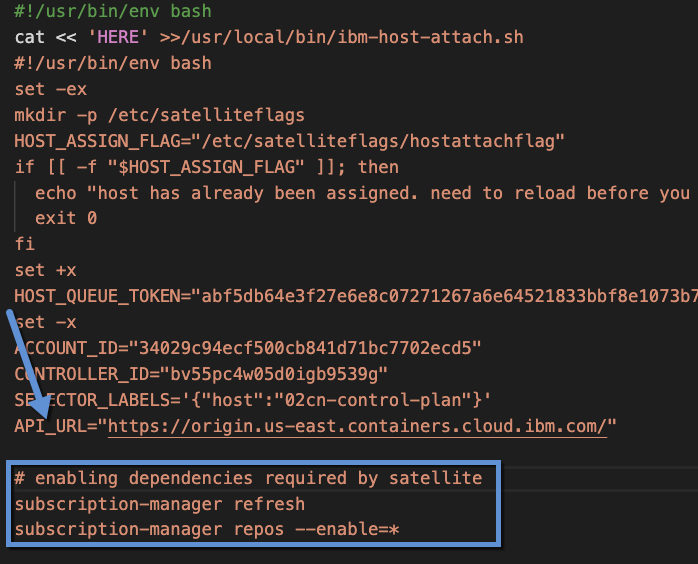 #!/usr/bin/env bash
cat << 'HERE' >>/usr/local/bin/ibm-host-attach.sh
#!/usr/bin/env bash
set -ex
mkdir -p /etc/satelliteflags
HOST_ASSIGN_FLAG="/etc/satelliteflags/hostattachflag"
if [[ -f "$HOST_ASSIGN_FLAG" ]]; then
echo "host has already been assigned. need to reload before you
exit 0
fi
set +x
HOST_QUEUE_TOKEN="abf5db64e3f27e6e8c07271267a6e64521833bbf8e1073b7
set -x
ACCOUNT_ID="34029c94ecf500cb841d71bc7702ecd5"
CONTROLLER_ID="bv55pc4w05d0igb9539g"
SELECTOR_LABELS='{"host":"02cn-control-plan"}'
API_URL="https://origin.us-east.containers.cloud.ibm.com/"
# enabling dependencies required by satellite
subscription-manager refresh
subscription-manager repos --enable=*